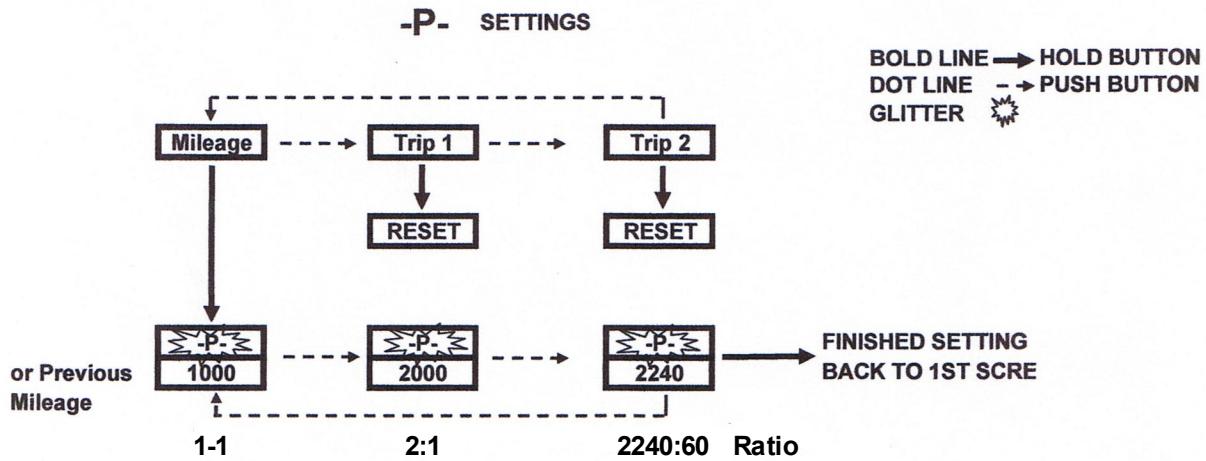 -P- SETTINGS
BOLD LINE HOLD BUTTON
DOT LINE PUSH BUTTON
GLITTER
Mileage Trip 1 Trip 2
RESET RESET
-P- -P- -P-
1000 2000 2240
FINISHED SETTING
BACK TO 1ST SCRE
or Previous
Mileage
1-1 2:1 2240:60 Ratio